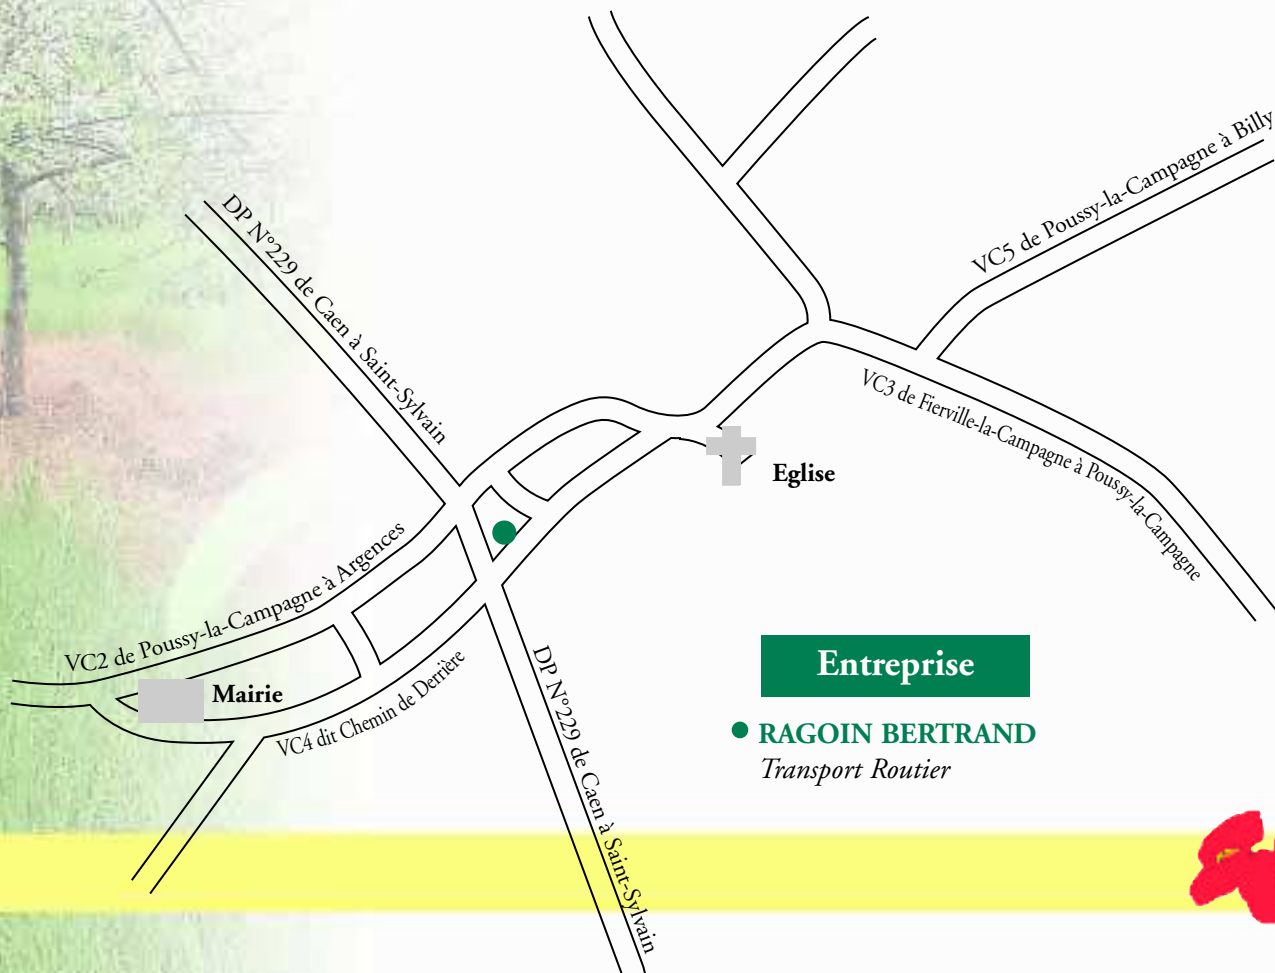 VC5 de Poussy-la-Campagne à Billy
DP N°229 de Caen à Saint-Sylvain
VC3 de Fierville-la-Campagne à Poussy-la-Campagne
Eglise
VC2 de Poussy-la-Campagne à Argences
Mairie
VC4 dit Chemin de Derrière
DP N°229 de Caen à Saint-Sylvain
Entreprise
RAGOIN BERTRAND
Transport Routier